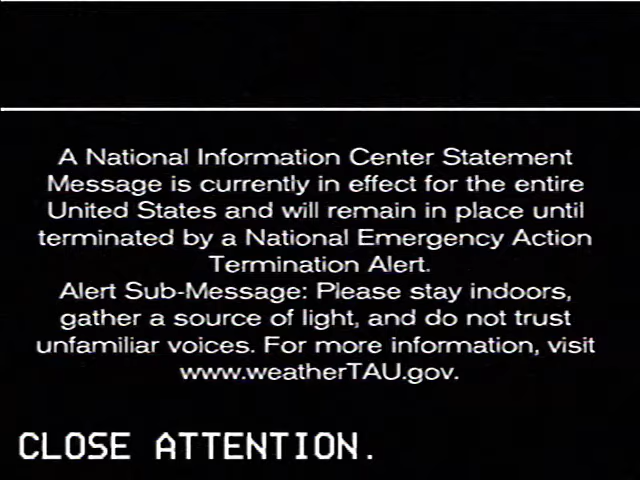 A National Information Center Statement
Message is currently in effect for the entire
United States and will remain in place until
terminated by a National Emergency Action
Termination Alert.
Alert Sub-Message: Please stay indoors,
gather a source of light, and do not trust
unfamiliar voices. For more information, visit
www.weatherTAU.gov.
CLOSE ATTENTION.